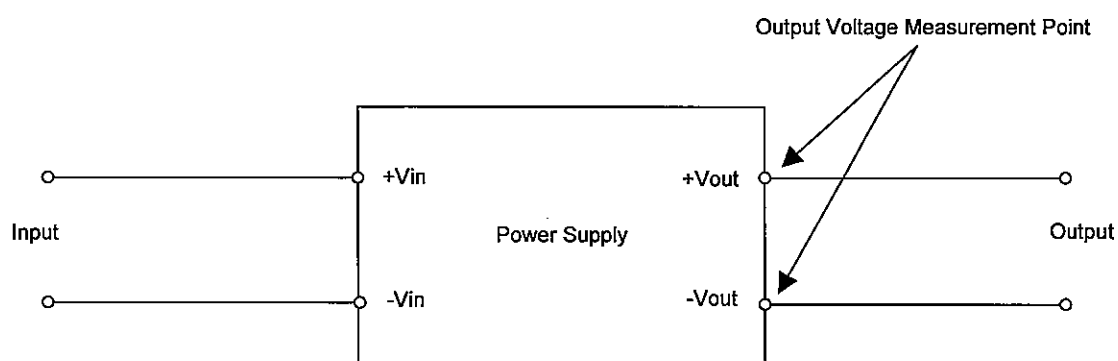 Output Voltage Measurement Point
+Vin
+Vout
Input
Power Supply
Output
-Vin
-Vout